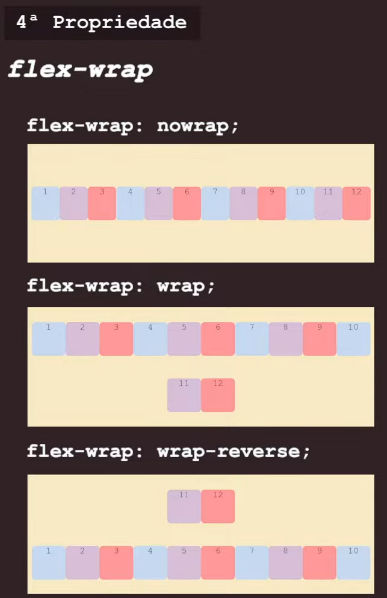 4ª Propriedade
flex-wrap
flex-wrap: nowrap;
1 2 3 4 5 6 7 8 9 10 11 12
flex-wrap: wrap;
1 2 3 4 5 6 7 8 9 10
11 12
flex-wrap: wrap-reverse;
11 12
1 2 3 4 5 6 7 8 9 10